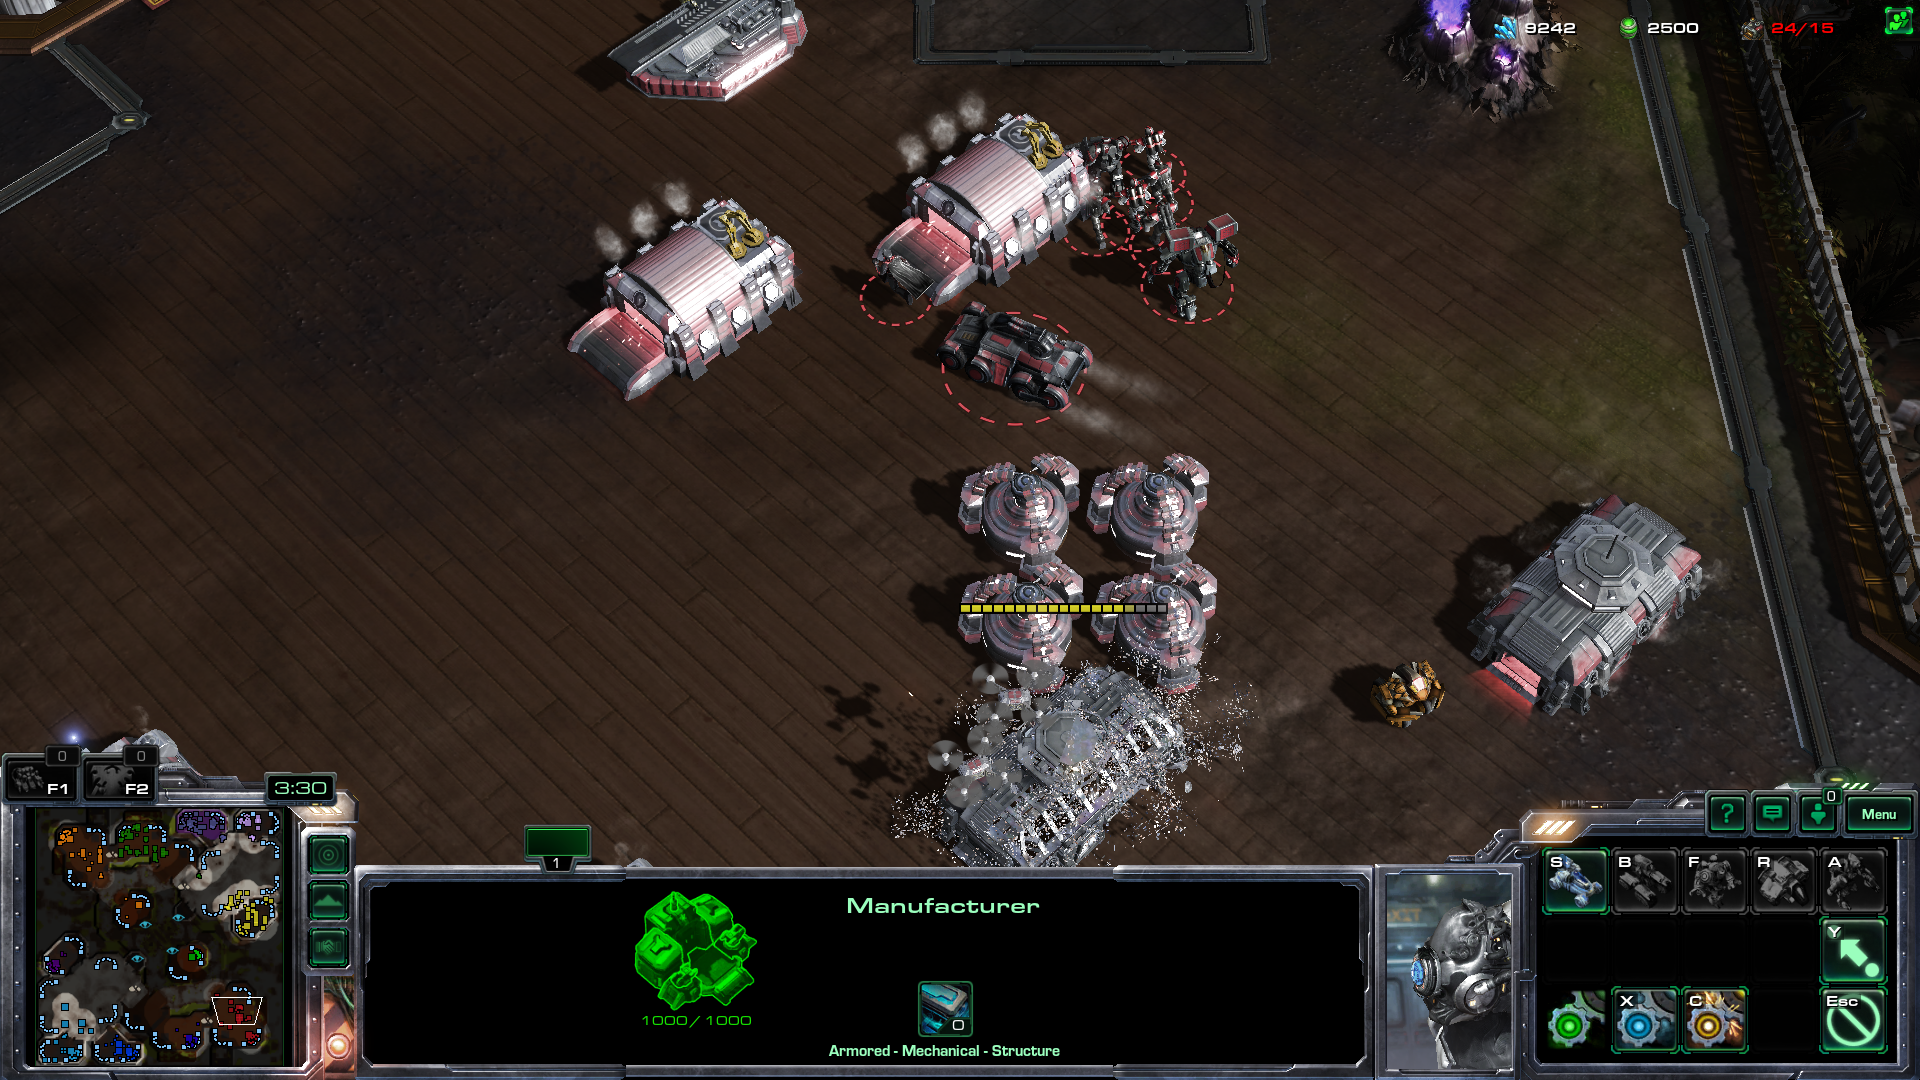 9242 2500 24/15
0 0
F1 F2 3:30
0
? Menu
1
S B F R A
Manufacturer
Y
1000/1000
0
X C Esc
Armored - Mechanical - Structure